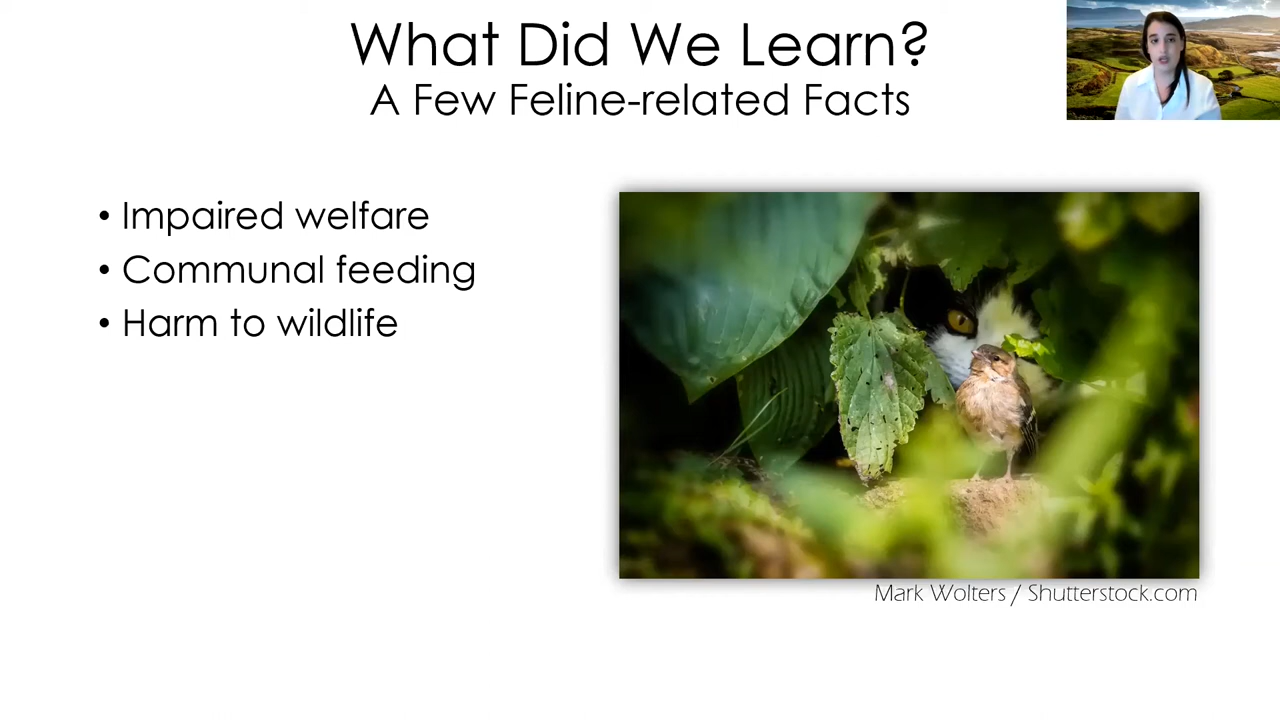 What Did We Learn?
A Few Feline-related Facts
• Impaired welfare
• Communal feeding
• Harm to wildlife
Mark Wolters / Shutterstock.com